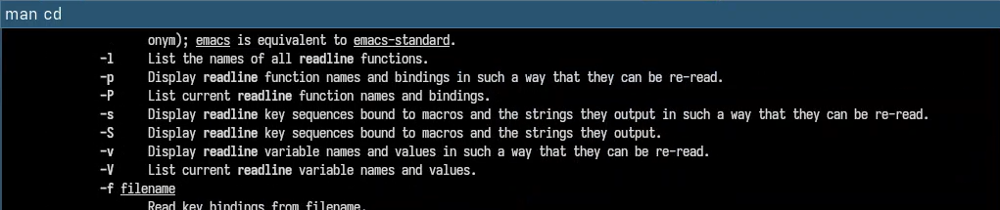 man cd
onym); emacs is equivalent to emacs-standard.
-l List the names of all readline functions.
-p Display readline function names and bindings in such a way that they can be re-read.
-P List current readline function names and bindings.
-s Display readline key sequences bound to macros and the strings they output in such a way that they can be re-read.
-S Display readline key sequences bound to macros and the strings they output.
-v Display readline variable names and values in such a way that they can be re-read.
-V List current readline variable names and values.
-f filename
Read key bindings from filename.